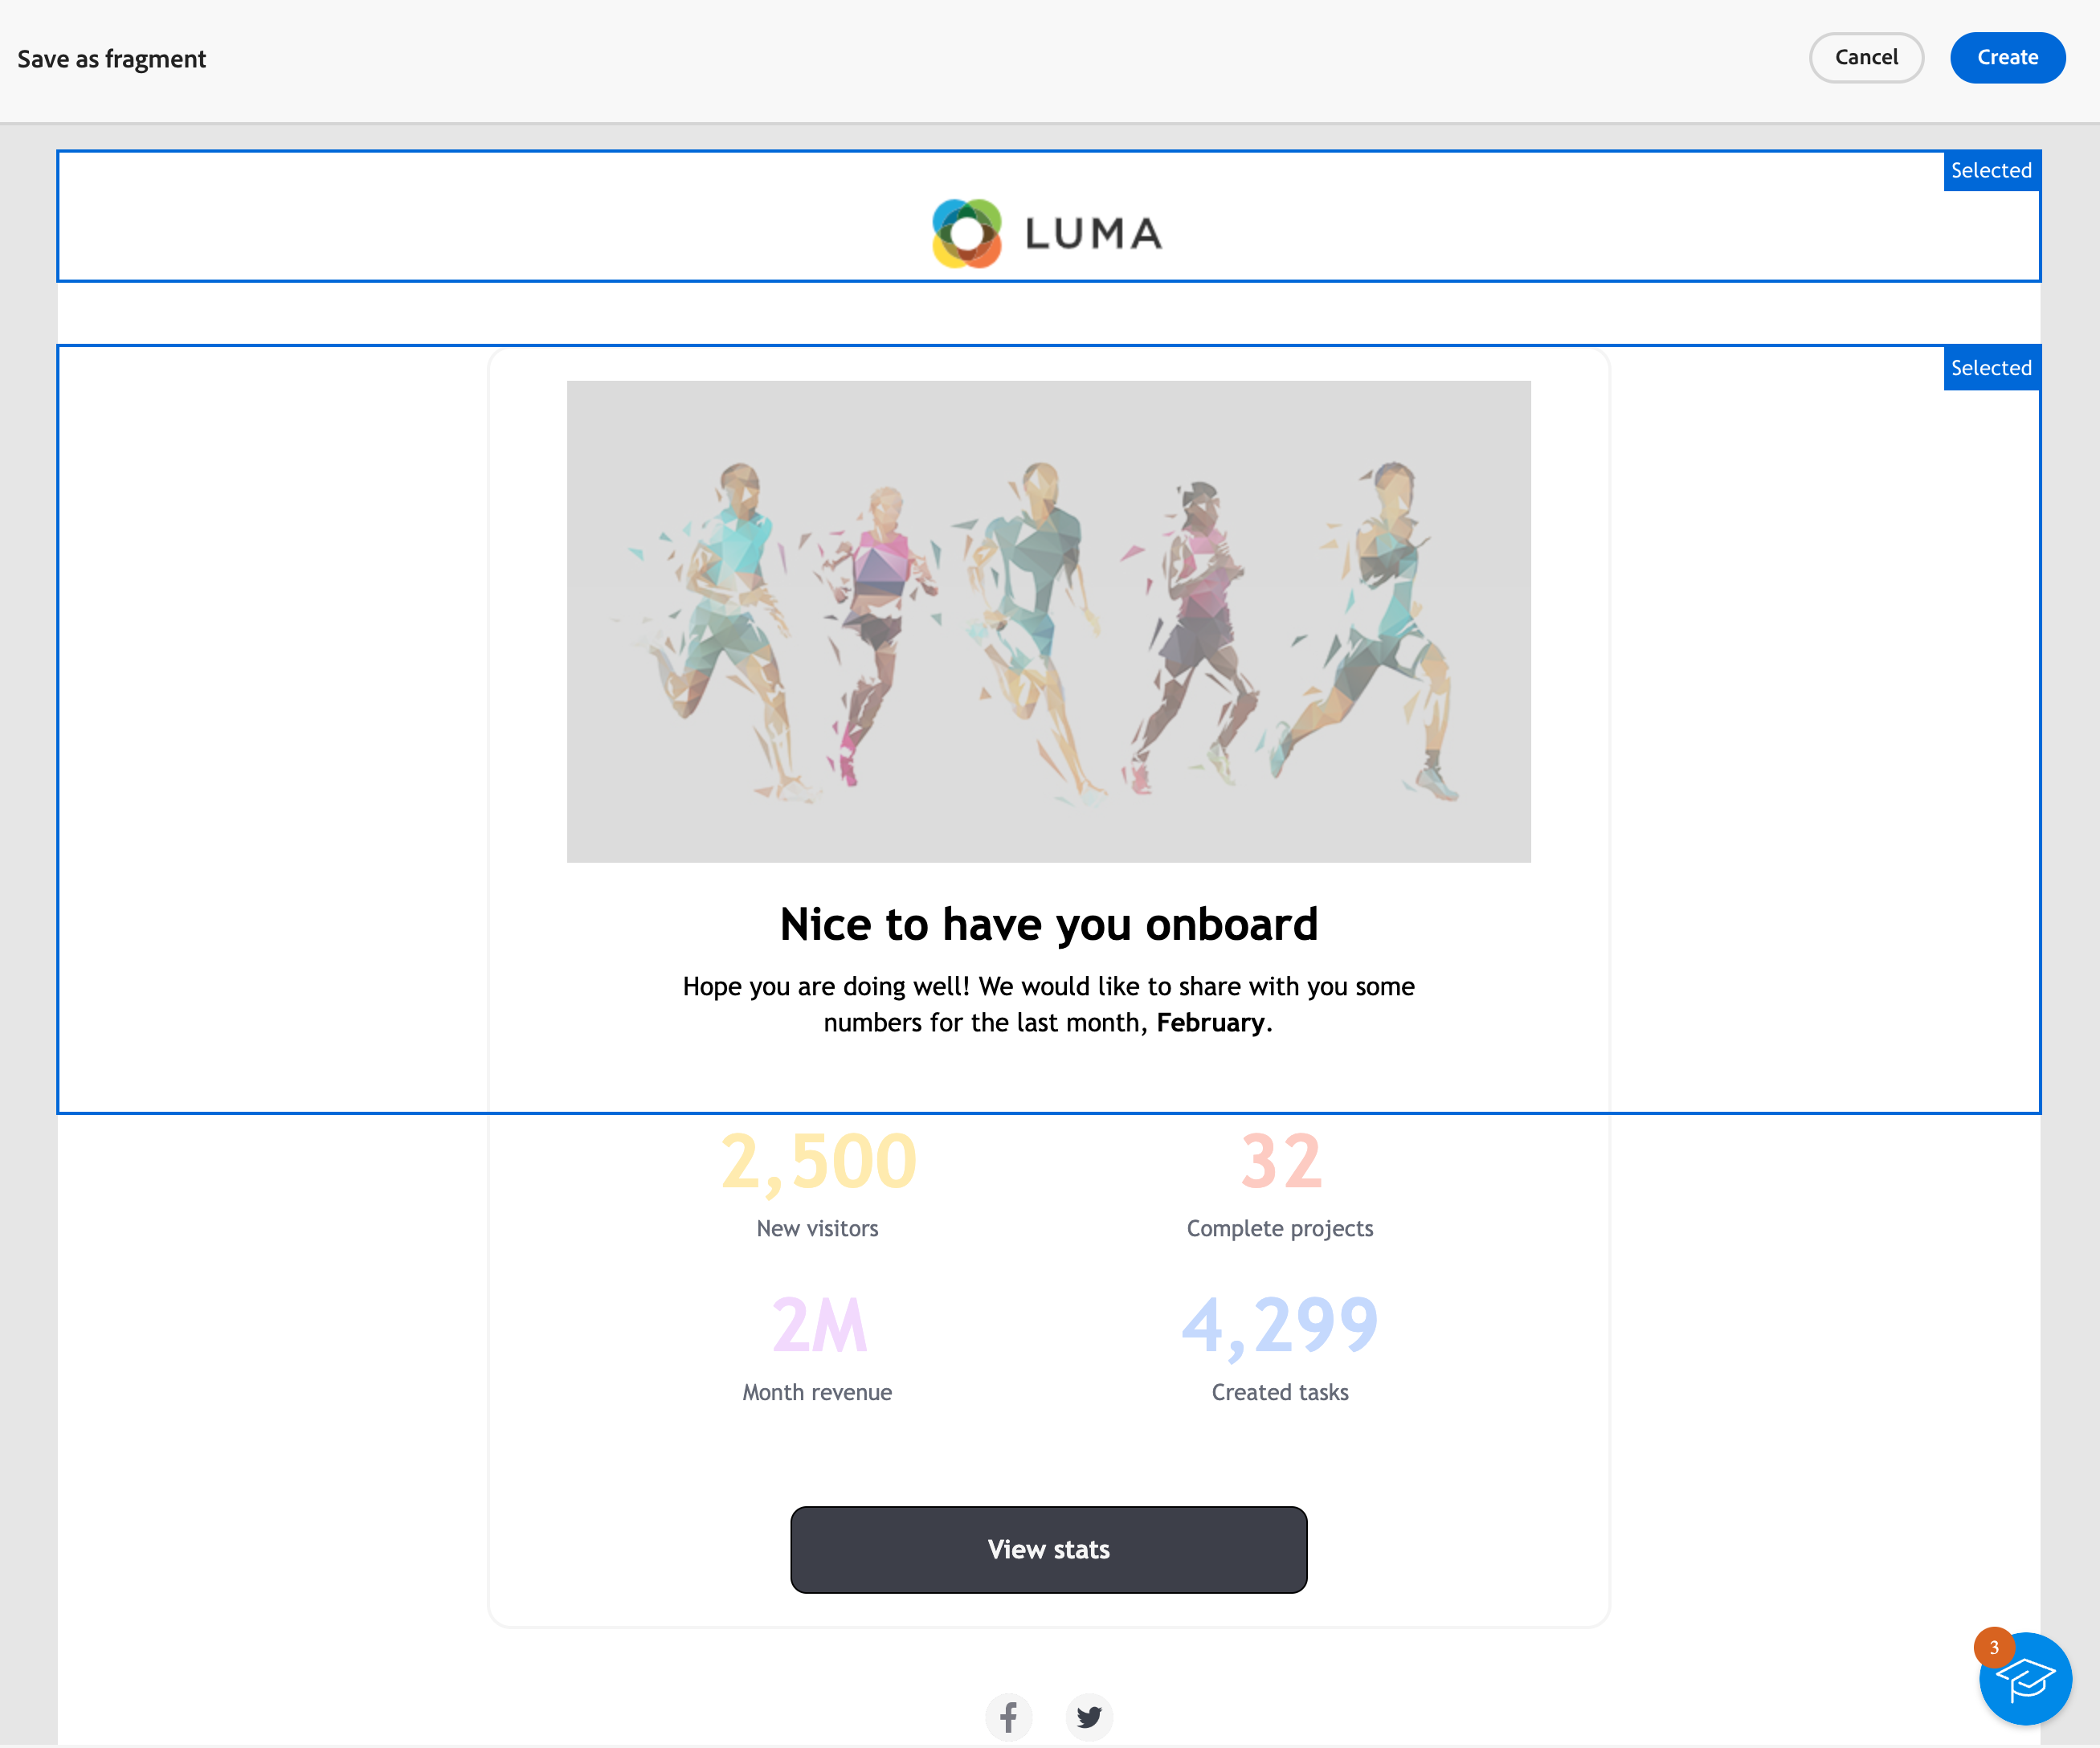 Save as fragment
Cancel
Create
Selected
LUMA
Selected
Nice to have you onboard
Hope you are doing well! We would like to share with you some
numbers for the last month, February.
2,500
32
New visitors
Complete projects
2M
4,299
Month revenue
Created tasks
View stats
3